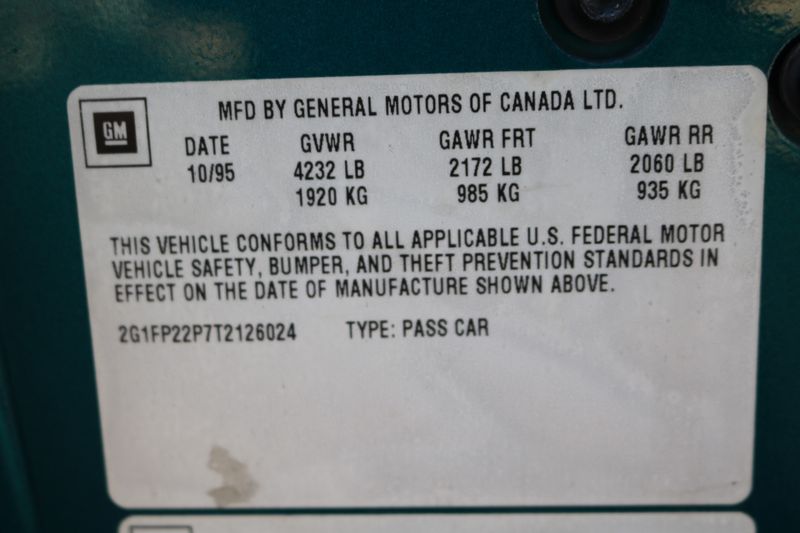 MFD BY GENERAL MOTORS OF CANADA LTD.
GM
DATE GVWR GAWR FRT GAWR RR
10/95 4232 LB 2172 LB 2060 LB
1920 KG 985 KG 935 KG
THIS VEHICLE CONFORMS TO ALL APPLICABLE U.S. FEDERAL MOTOR
VEHICLE SAFETY, BUMPER, AND THEFT PREVENTION STANDARDS IN
EFFECT ON THE DATE OF MANUFACTURE SHOWN ABOVE.
2G1FP22P7T2126024 TYPE: PASS CAR